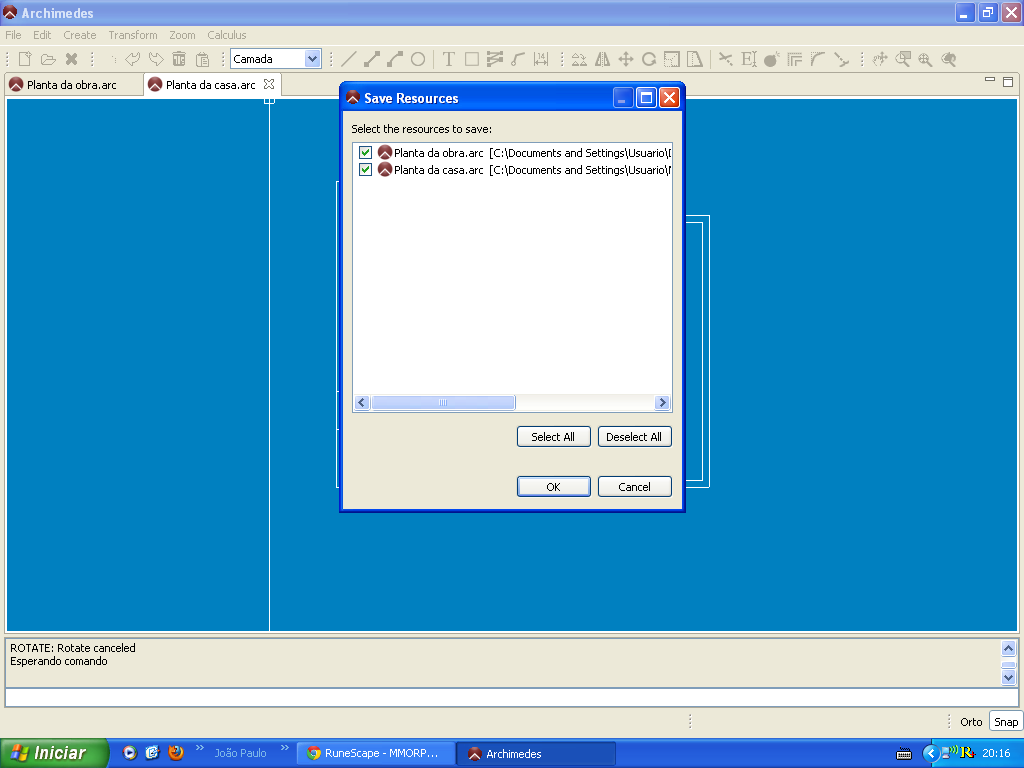 Archimedes
File Edit Create Transform Zoom Calculus
Camada
Planta da obra.arc
Planta da casa.arc
Save Resources
Select the resources to save:
Planta da obra.arc [C:\Documents and Settings\Usuario\
Planta da casa.arc [C:\Documents and Settings\Usuario\
Select All
Deselect All
OK
Cancel
ROTATE: Rotate canceled
Esperando comando
Orto
Snap
Iniciar
João Paulo
RuneScape - MMORP...
Archimedes
20:16